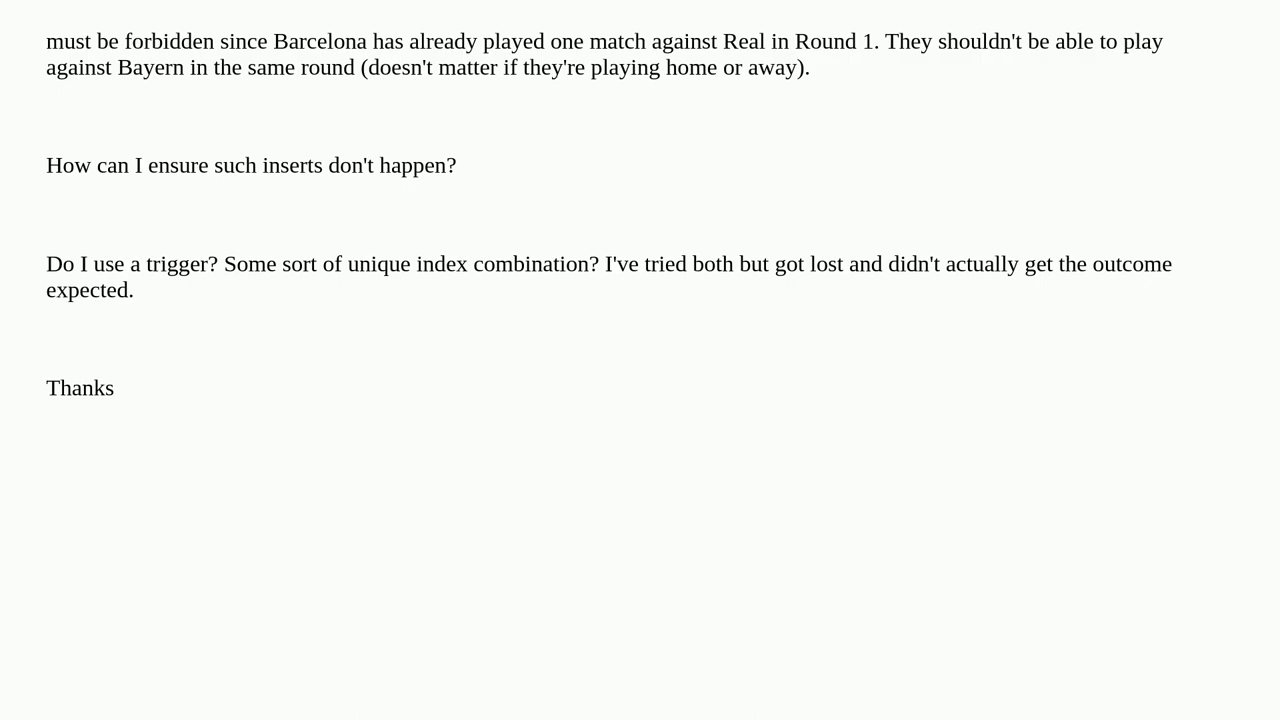 must be forbidden since Barcelona has already played one match against Real in Round 1. They shouldn't be able to play
against Bayern in the same round (doesn't matter if they're playing home or away).
How can I ensure such inserts don't happen?
Do I use a trigger? Some sort of unique index combination? I've tried both but got lost and didn't actually get the outcome
expected.
Thanks